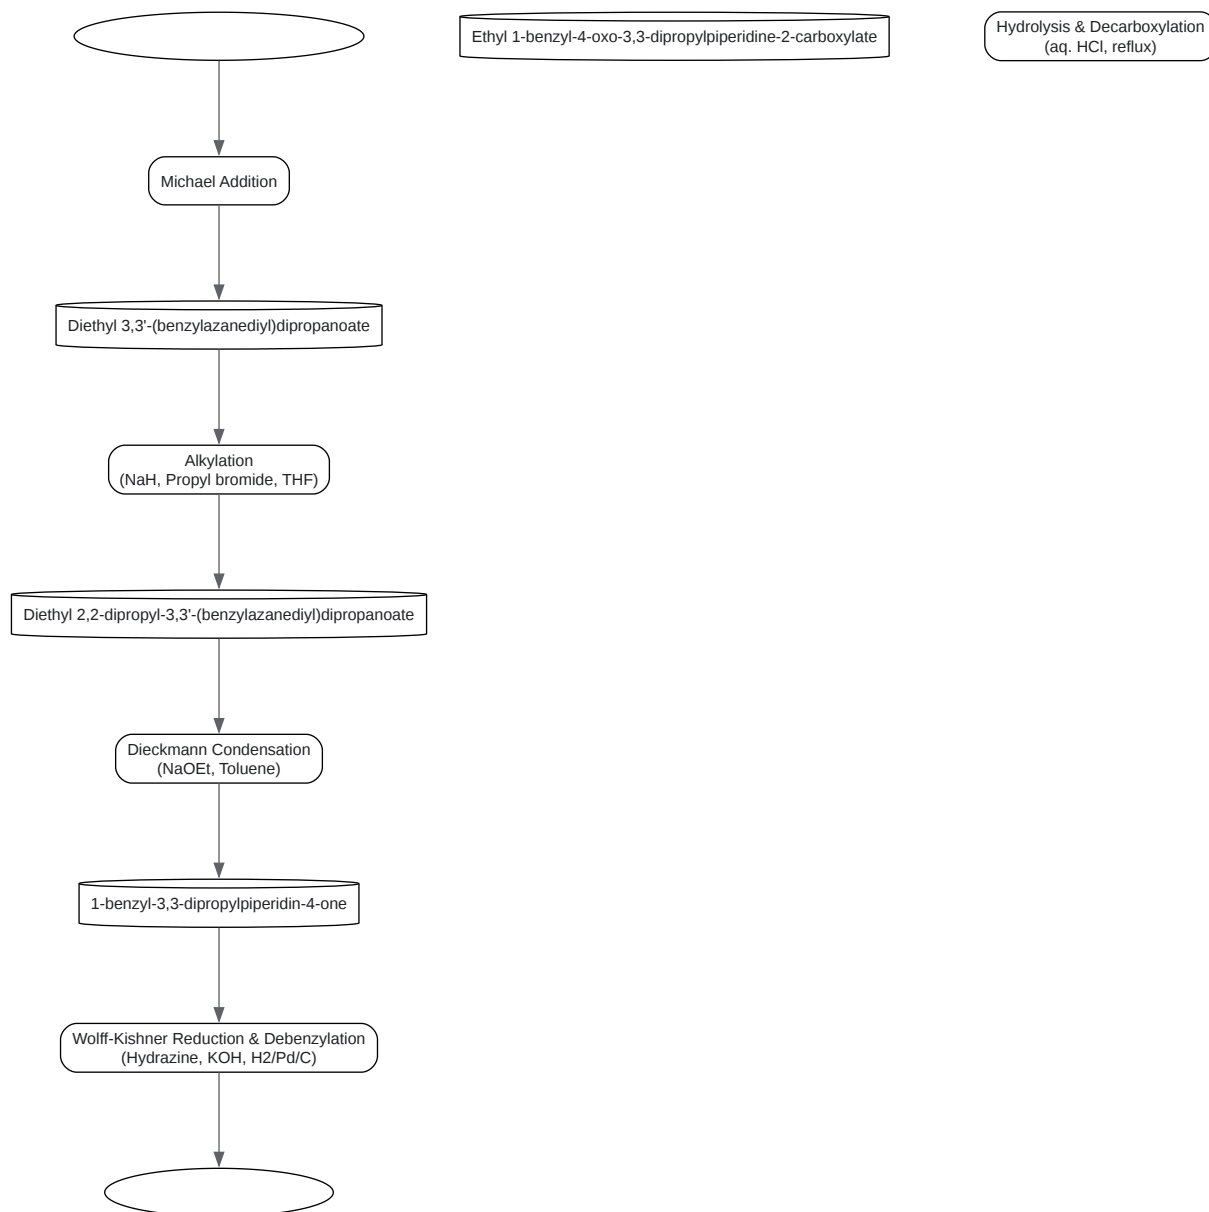 Ethyl 1-benzyl-4-oxo-3,3-dipropylpiperidine-2-carboxylate
Hydrolysis & Decarboxylation
(aq. HCl, reflux)
Michael Addition
Diethyl 3,3'-(benzylazanediyl)dipropanoate
Alkylation
(NaH, Propyl bromide, THF)
Diethyl 2,2-dipropyl-3,3'-(benzylazanediyl)dipropanoate
Dieckmann Condensation
(NaOEt, Toluene)
1-benzyl-3,3-dipropylpiperidin-4-one
Wolff-Kishner Reduction & Debenzylation
(Hydrazine, KOH, H2/Pd/C)